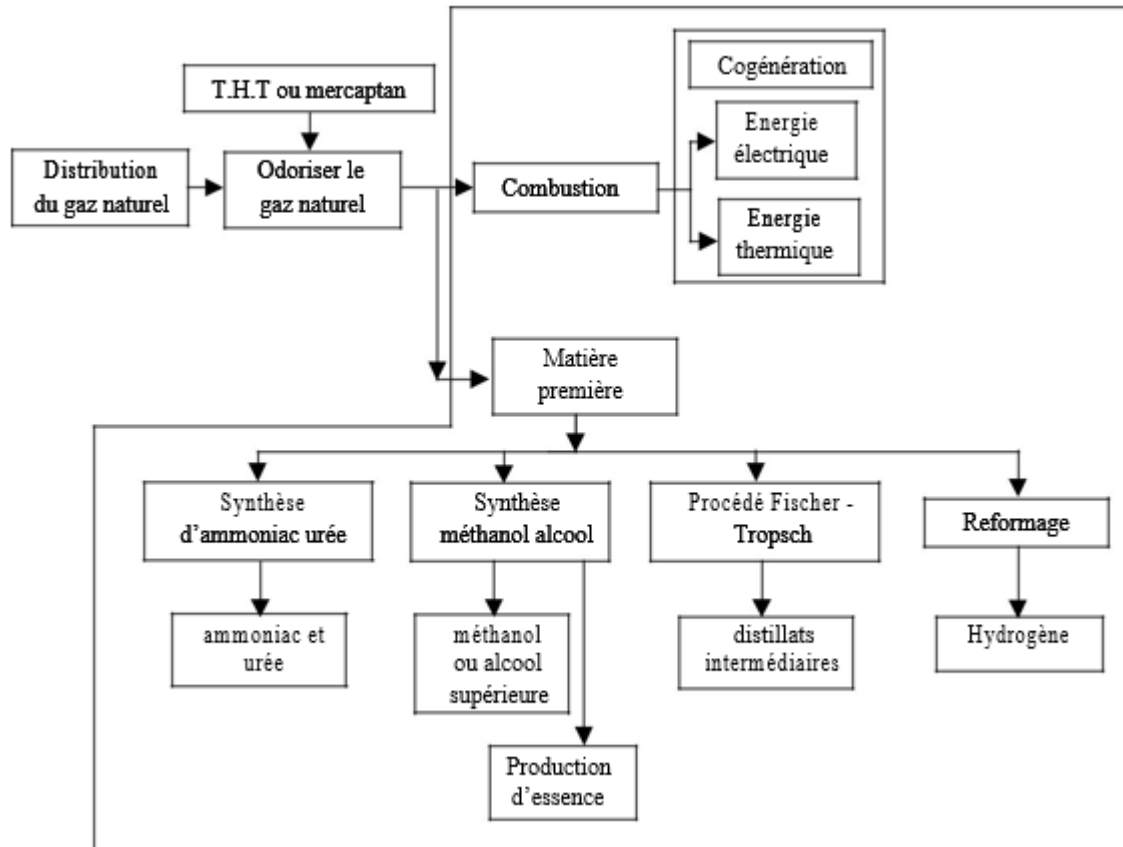 Cogénération
T.H.T ou mercaptan
Energie
électrique
Distribution
du gaz naturel
Odoriser le
gaz naturel
Combustion
Energie
thermique
Matière
première
Synthèse
d'ammoniac urée
Synthèse
méthanol alcool
Procédé Fischer -
Tropsch
Reformage
ammoniac et
urée
méthanol
ou alcool
supérieure
distillats
intermédiaires
Hydrogène
Production
d'essence